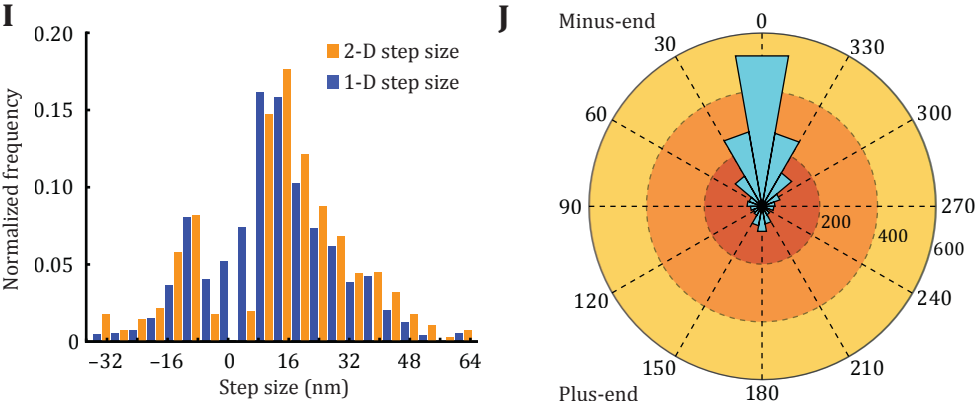 I
0.20
0.15
0.10
0.05
0
Normalized frequency
2-D step size
1-D step size
–32 –16 0 16 32 48 64
Step size (nm)
J
Minus-end
0
30 330
60 300
90 270
200
400
600
120 240
150 210
180
Plus-end